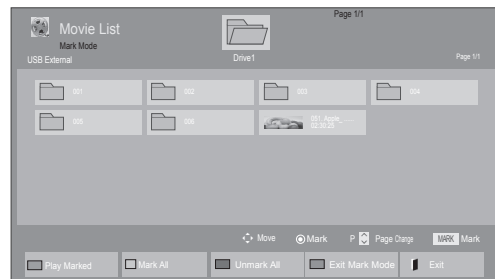 Page 1/1
Movie List
Mark Mode
USB External
Drive1
Page 1/1
001
002
003
004
005
006
051. Apple_......
02:30:25
Move
Mark
P Page Change
MARK Mark
Play Marked
Mark All
Unmark All
Exit Mark Mode
Exit